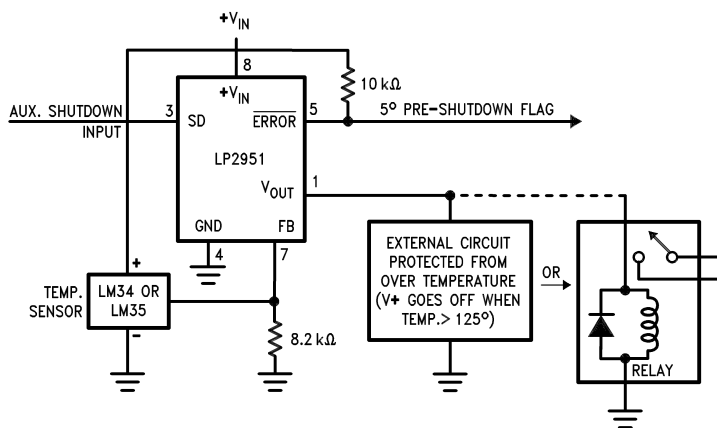 +V_IN
8
+V_IN
10 kΩ
AUX. SHUTDOWN
INPUT
3
SD
ERROR
5
5° PRE-SHUTDOWN FLAG
LP2951
V_OUT
1
GND
FB
4
7
EXTERNAL CIRCUIT
PROTECTED FROM
OVER TEMPERATURE
(V+ GOES OFF WHEN
TEMP.> 125°)
OR
+
TEMP.
SENSOR
LM34 OR
LM35
–
8.2 kΩ
RELAY